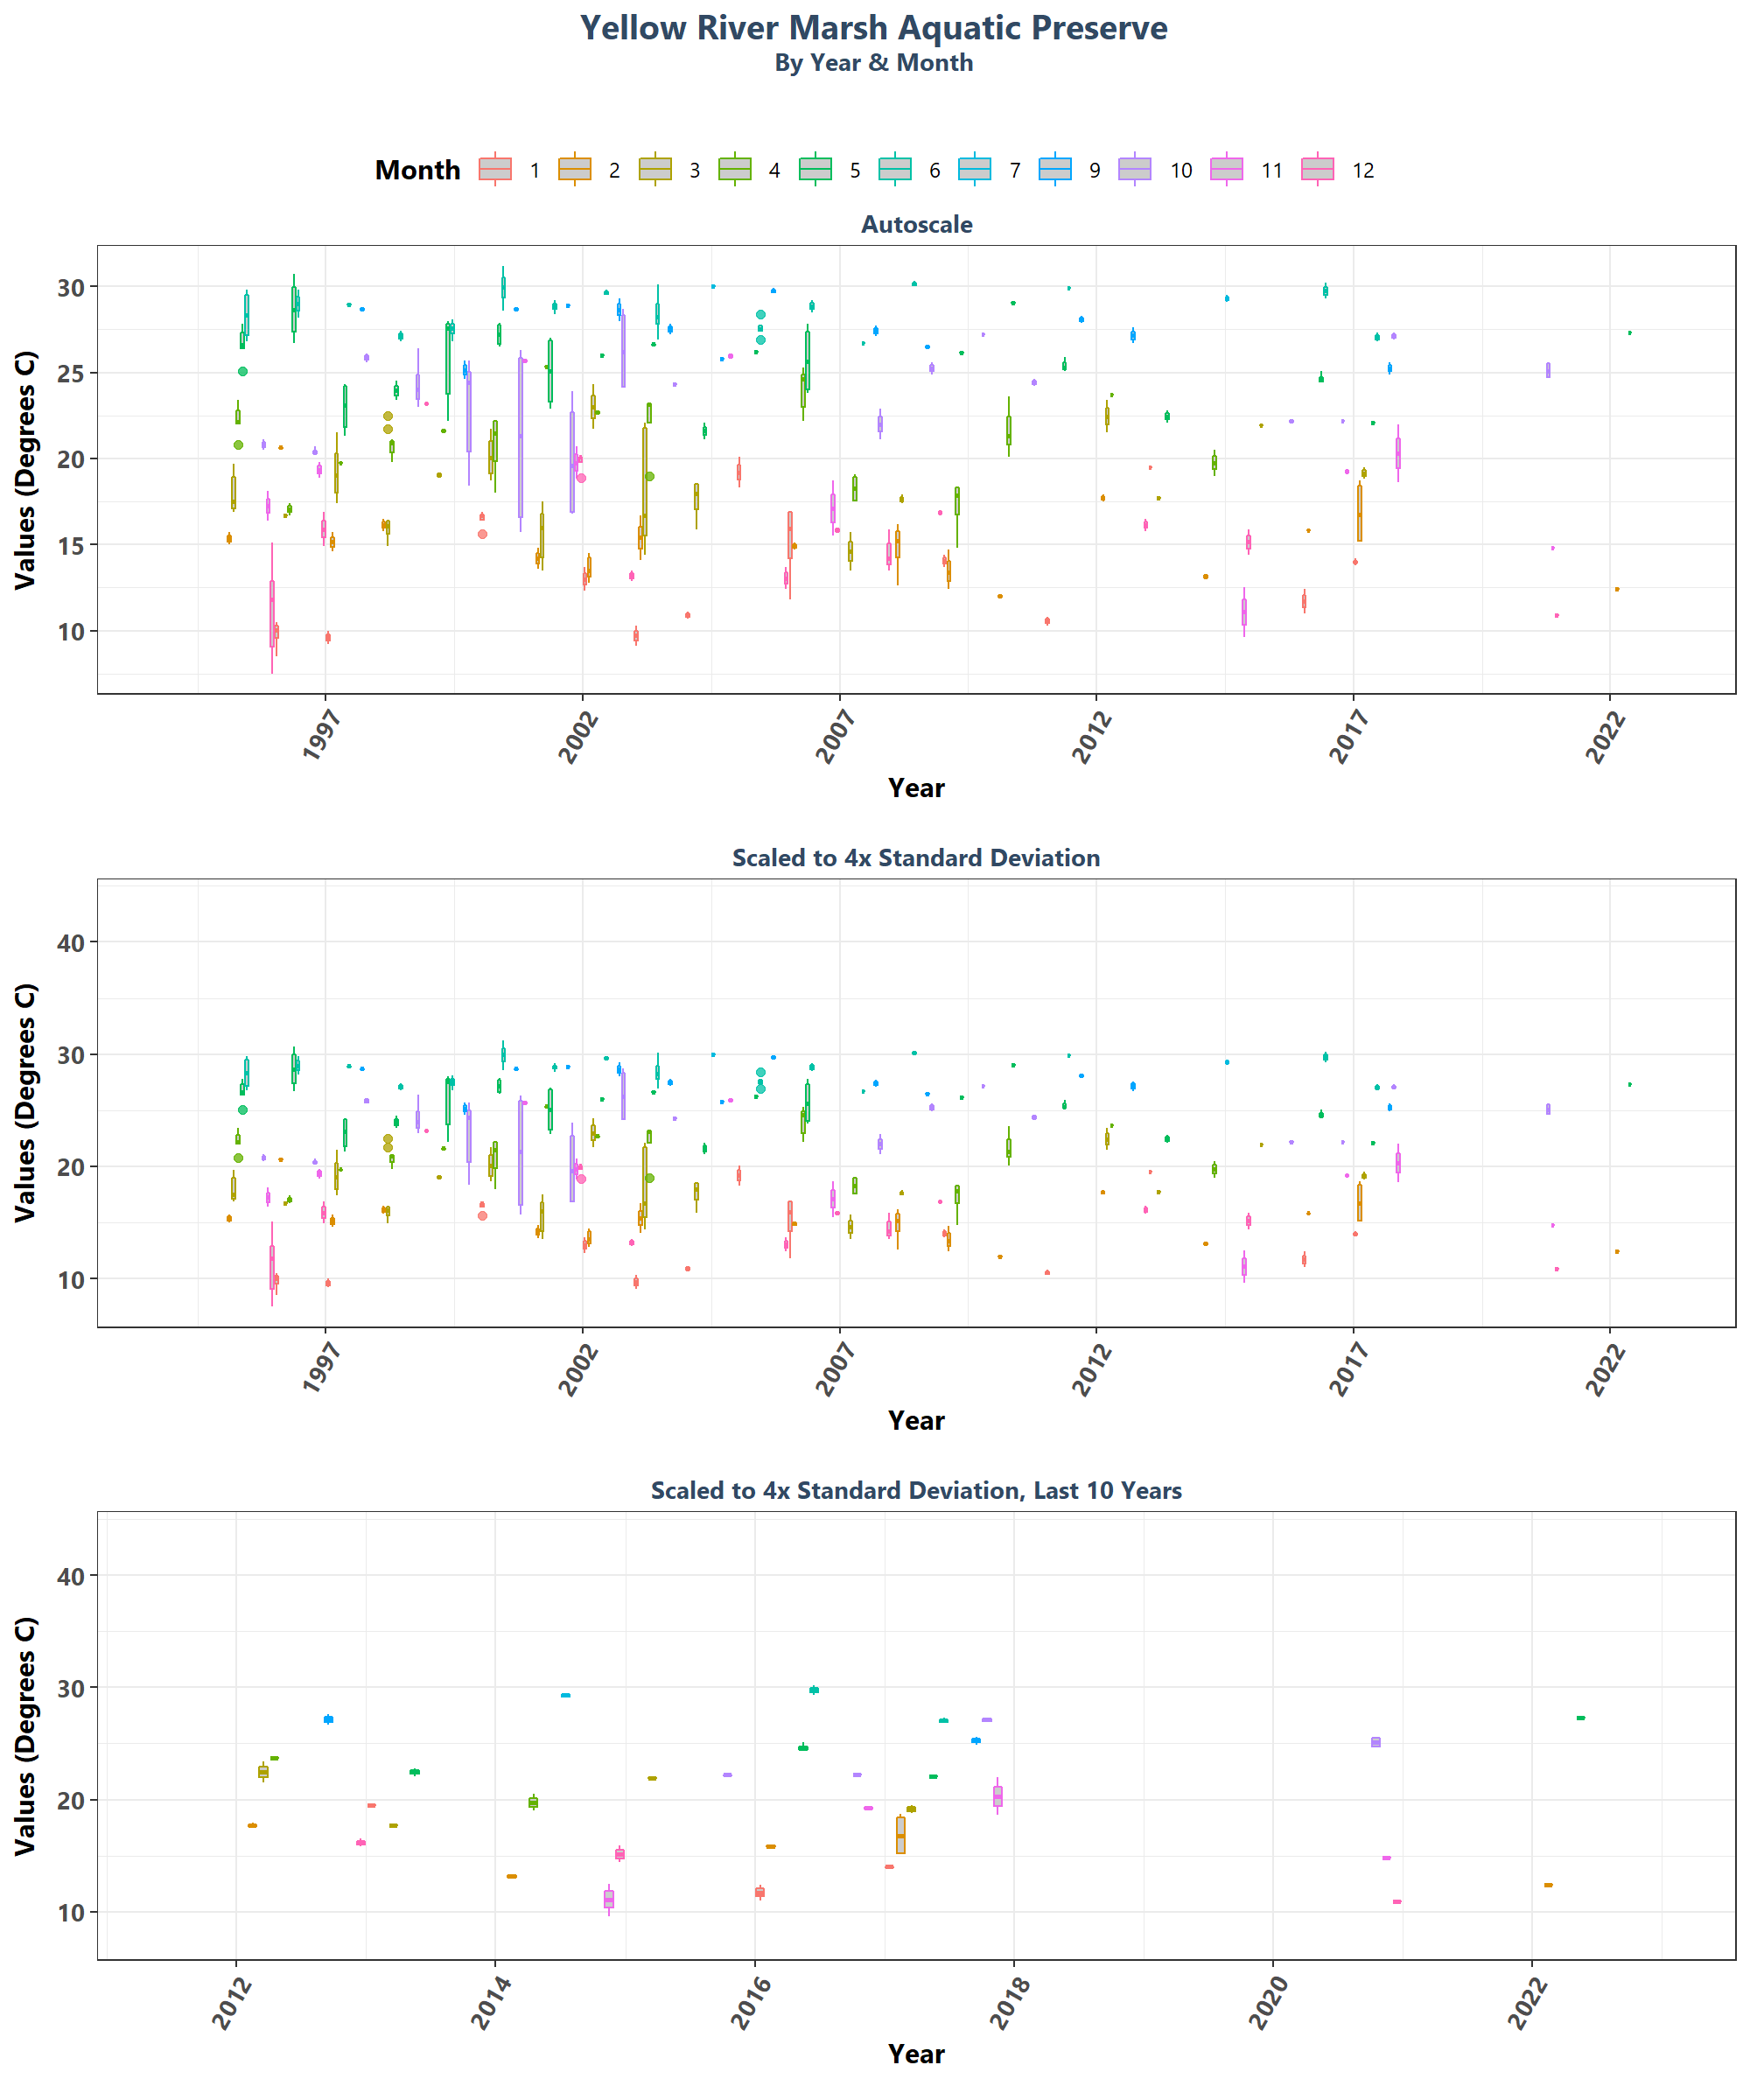 Yellow River Marsh Aquatic Preserve
By Year & Month
Month 1 2 3 4 5 6 7 9 10 11 12
Autoscale
Values (Degrees C)
30
25
20
15
10
1997 2002 2007 2012 2017 2022
Year
Scaled to 4x Standard Deviation
Values (Degrees C)
40
30
20
10
1997 2002 2007 2012 2017 2022
Year
Scaled to 4x Standard Deviation, Last 10 Years
Values (Degrees C)
40
30
20
10
2012 2014 2016 2018 2020 2022
Year